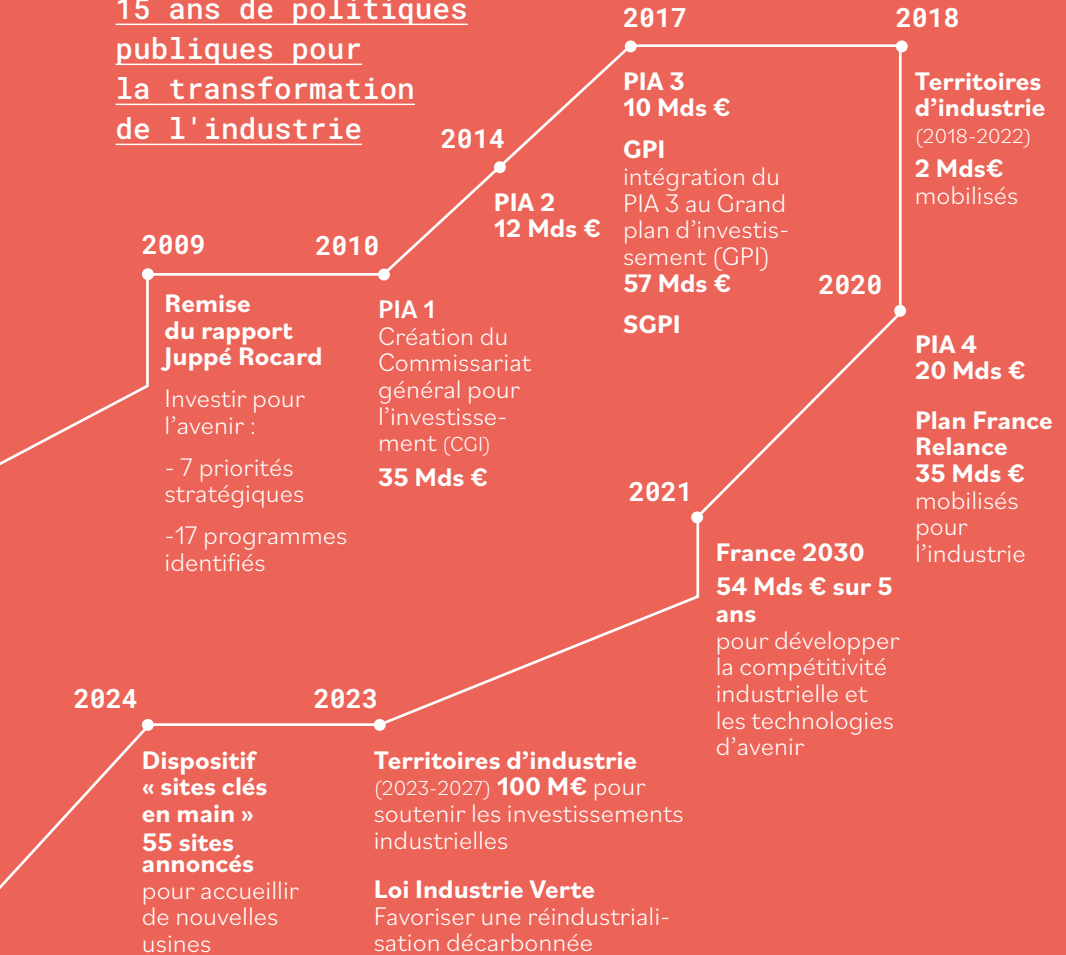 15 ans de politiques
publiques pour
la transformation
de l'industrie
2009
Remise
du rapport
Juppé Rocard
Investir pour
l'avenir :
- 7 priorités
stratégiques
-17 programmes
identifiés
2010
PIA 1
Création du
Commissariat
général pour
l'investisse-
ment (CGI)
35 Mds €
2014
PIA 2
12 Mds €
2017
PIA 3
10 Mds €
GPI
intégration du
PIA 3 au Grand
plan d'investis-
sement (GPI)
57 Mds €
SGPI
2018
Territoires
d'industrie
(2018-2022)
2 Mds€
mobilisés
2020
PIA 4
20 Mds €
Plan France
Relance
35 Mds €
mobilisés
pour
l'industrie
2021
France 2030
54 Mds € sur 5
ans
pour développer
la compétitivité
industrielle et
les technologies
d'avenir
2023
Territoires d'industrie
(2023-2027) 100 M€ pour
soutenir les investissements
industrielles
Loi Industrie Verte
Favoriser une réindustriali-
sation décarbonnée
2024
Dispositif
« sites clés
en main »
55 sites
annoncés
pour accueillir
de nouvelles
usines